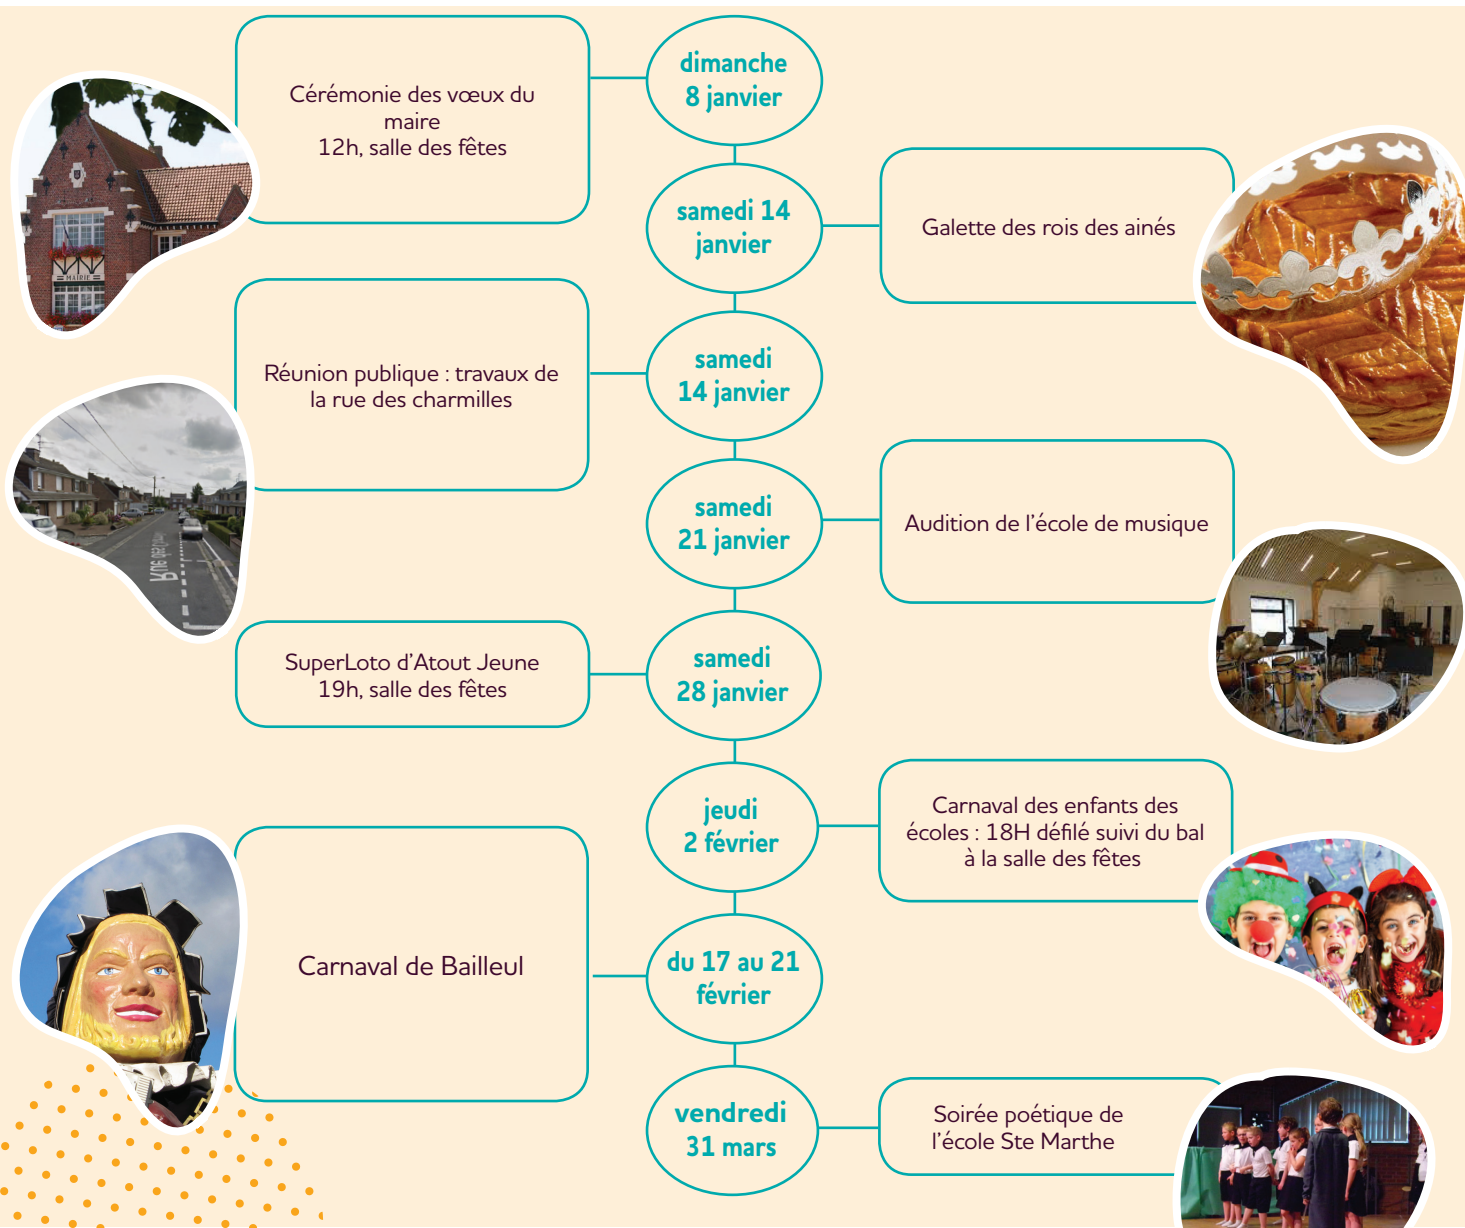 dimanche
8 janvier
Cérémonie des vœux du
maire
12h, salle des fêtes
MAIRIE
samedi 14
janvier
Galette des rois des ainés
samedi
14 janvier
Réunion publique : travaux de
la rue des charmilles
samedi
21 janvier
Audition de l'école de musique
samedi
28 janvier
SuperLoto d'Atout Jeune
19h, salle des fêtes
jeudi
2 février
Carnaval des enfants des
écoles : 18H défilé suivi du bal
à la salle des fêtes
du 17 au 21
février
Carnaval de Bailleul
vendredi
31 mars
Soirée poétique de
l'école Ste Marthe